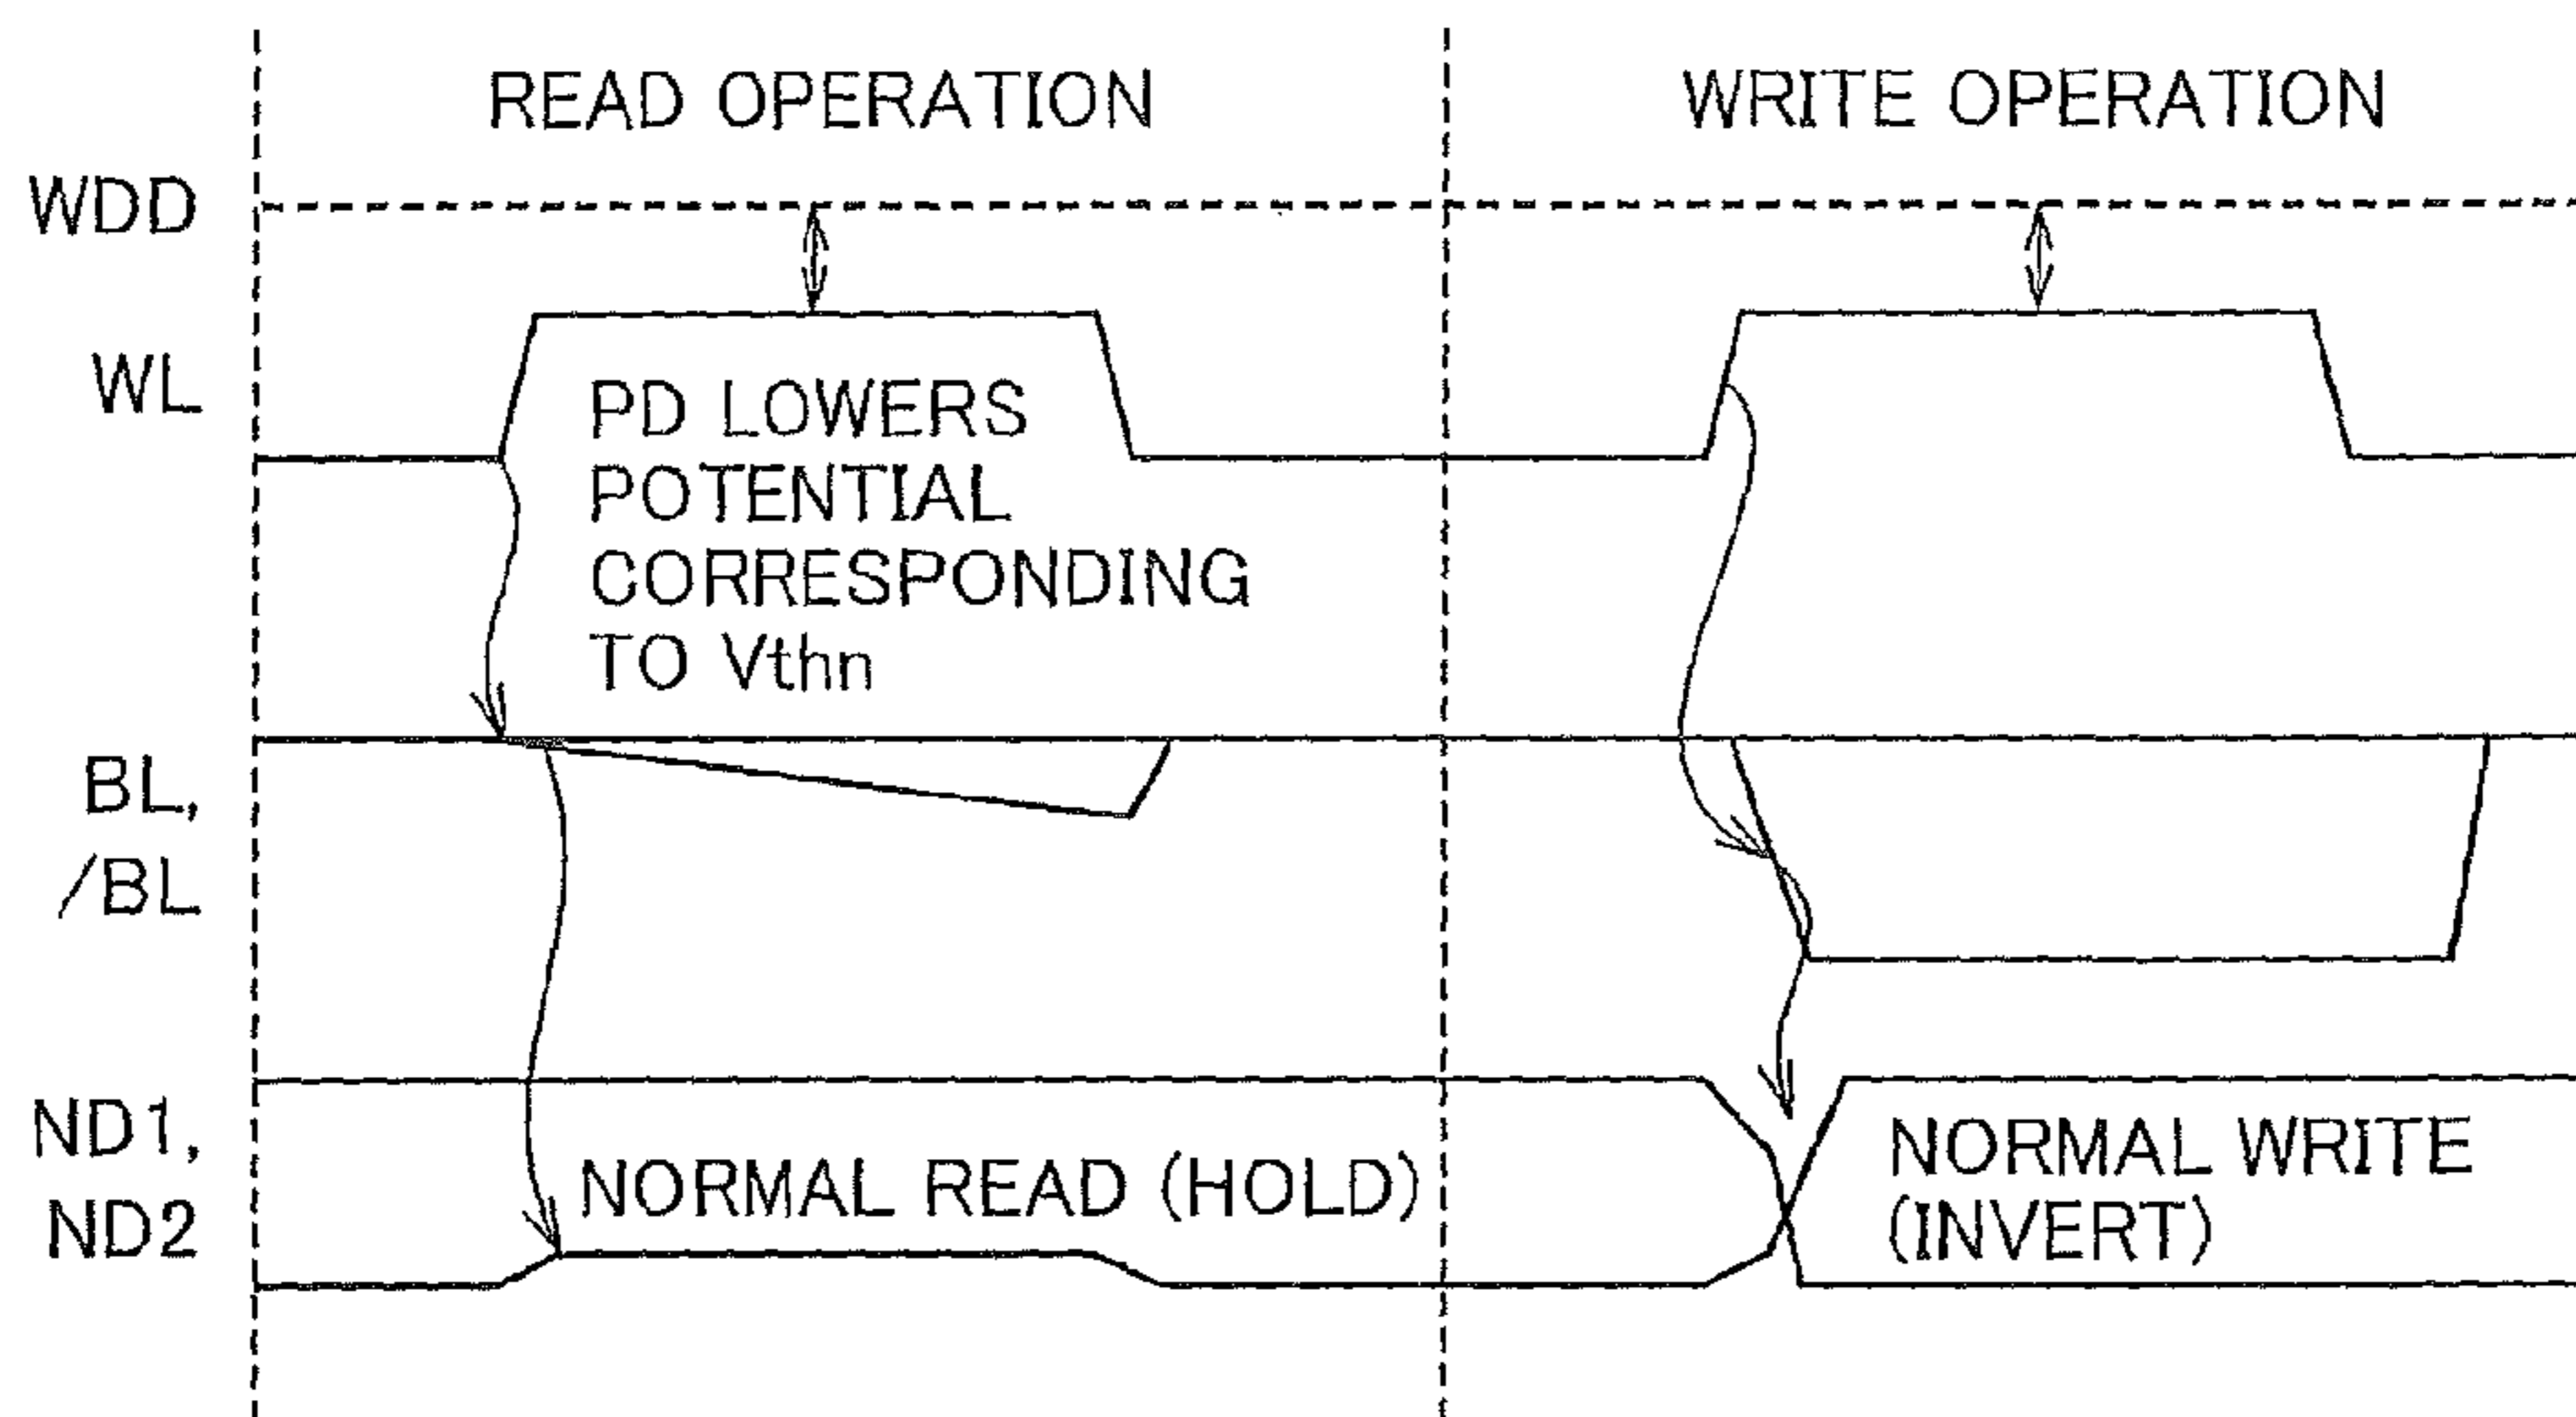 READ OPERATION
WRITE OPERATION
WDD
WL
PD LOWERS
POTENTIAL
CORRESPONDING
TO Vthn
BL,
/BL
ND1,
ND2
NORMAL READ (HOLD)
NORMAL WRITE
(INVERT)